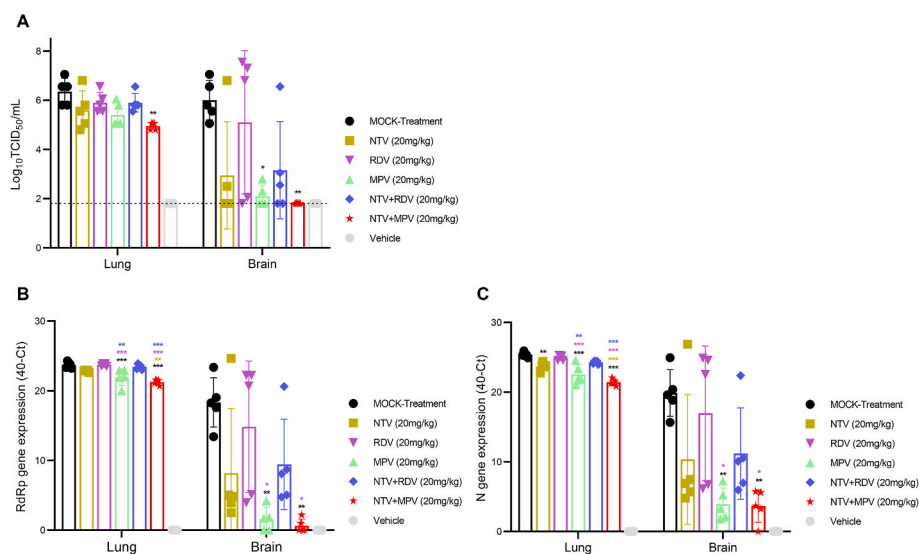 A
8
6
4
2
0
Log10TCID50/mL
**
*
**
Lung
Brain
MOCK-Treatment
NTV (20mg/kg)
RDV (20mg/kg)
MPV (20mg/kg)
NTV+RDV (20mg/kg)
NTV+MPV (20mg/kg)
Vehicle
B
30
20
10
0
RdRp gene expression (40-Ct)
**
***
***
***
***
**
***
*
**
*
**
Lung
Brain
MOCK-Treatment
NTV (20mg/kg)
RDV (20mg/kg)
MPV (20mg/kg)
NTV+RDV (20mg/kg)
NTV+MPV (20mg/kg)
Vehicle
C
30
20
10
0
N gene expression (40-Ct)
**
**
***
***
***
***
***
***
*
**
*
**
Lung
Brain
MOCK-Treatment
NTV (20mg/kg)
RDV (20mg/kg)
MPV (20mg/kg)
NTV+RDV (20mg/kg)
NTV+MPV (20mg/kg)
Vehicle